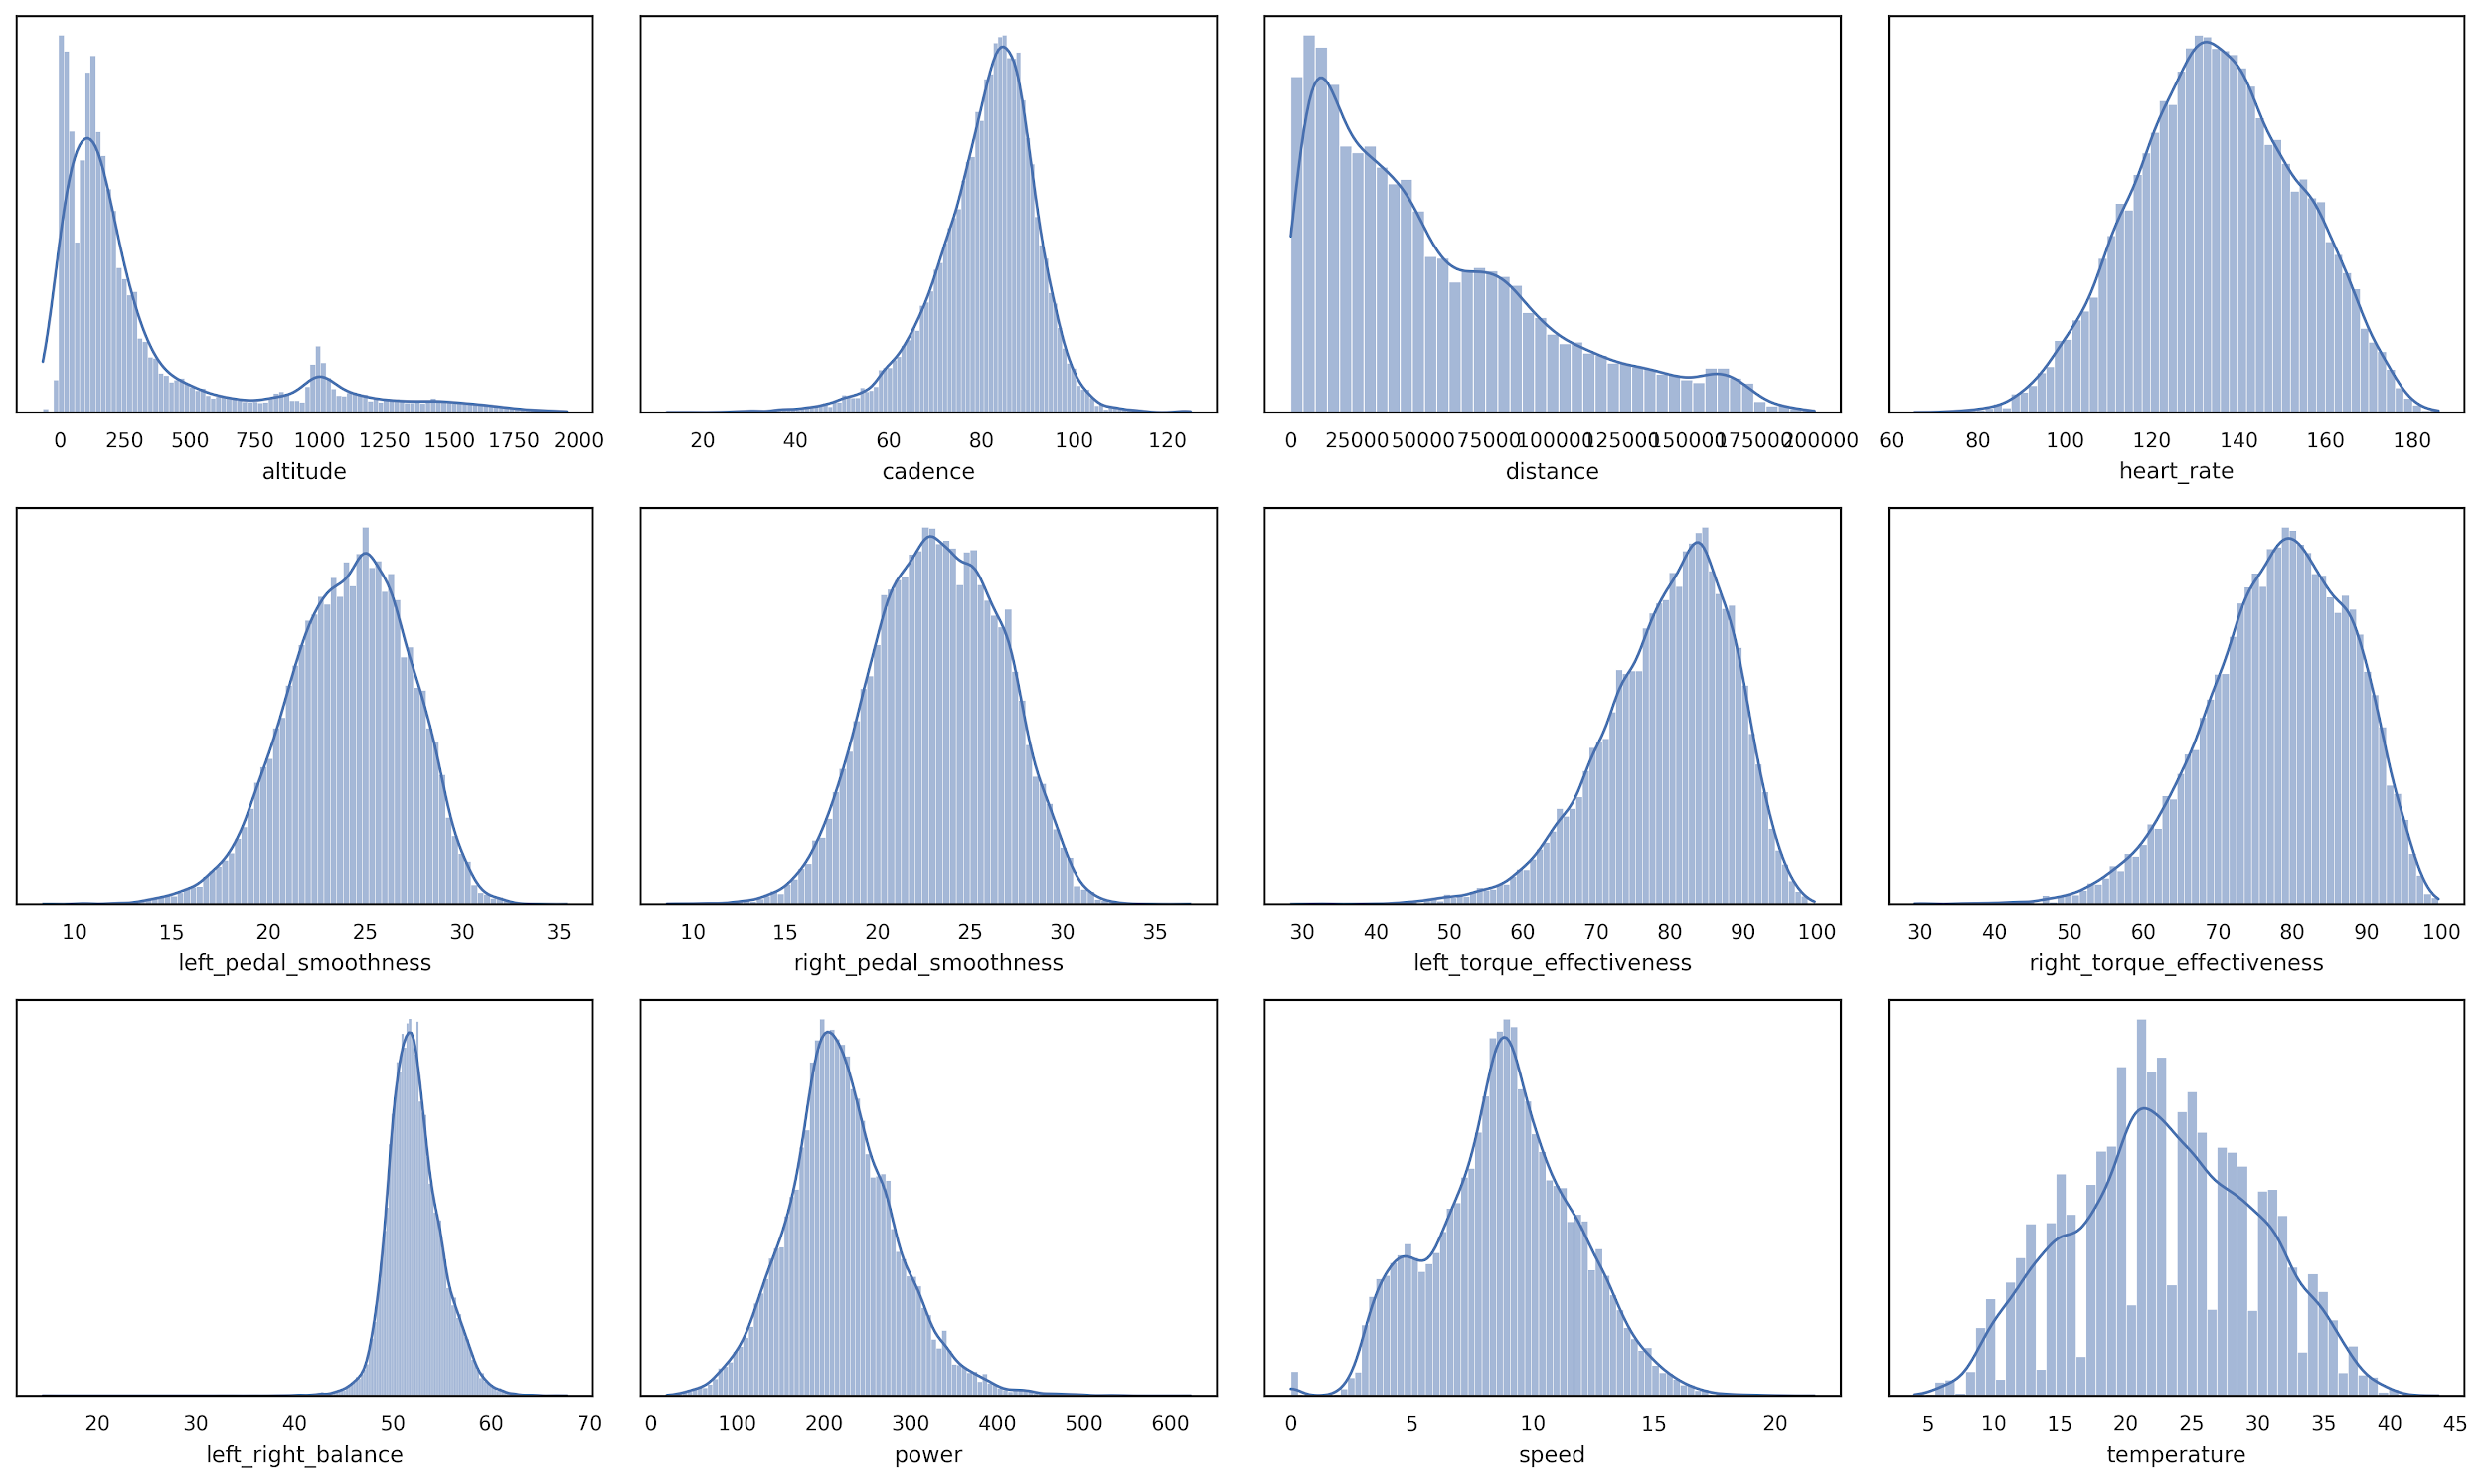 0 250 500 750 1000 1250 1500 1750 2000
altitude
20 40 60 80 100 120
cadence
0 25000 50000 75000 100000 125000 150000 175000 200000
distance
60 80 100 120 140 160 180
heart_rate
10 15 20 25 30 35
left_pedal_smoothness
10 15 20 25 30 35
right_pedal_smoothness
30 40 50 60 70 80 90 100
left_torque_effectiveness
30 40 50 60 70 80 90 100
right_torque_effectiveness
20 30 40 50 60 70
left_right_balance
0 100 200 300 400 500 600
power
0 5 10 15 20
speed
5 10 15 20 25 30 35 40 45
temperature